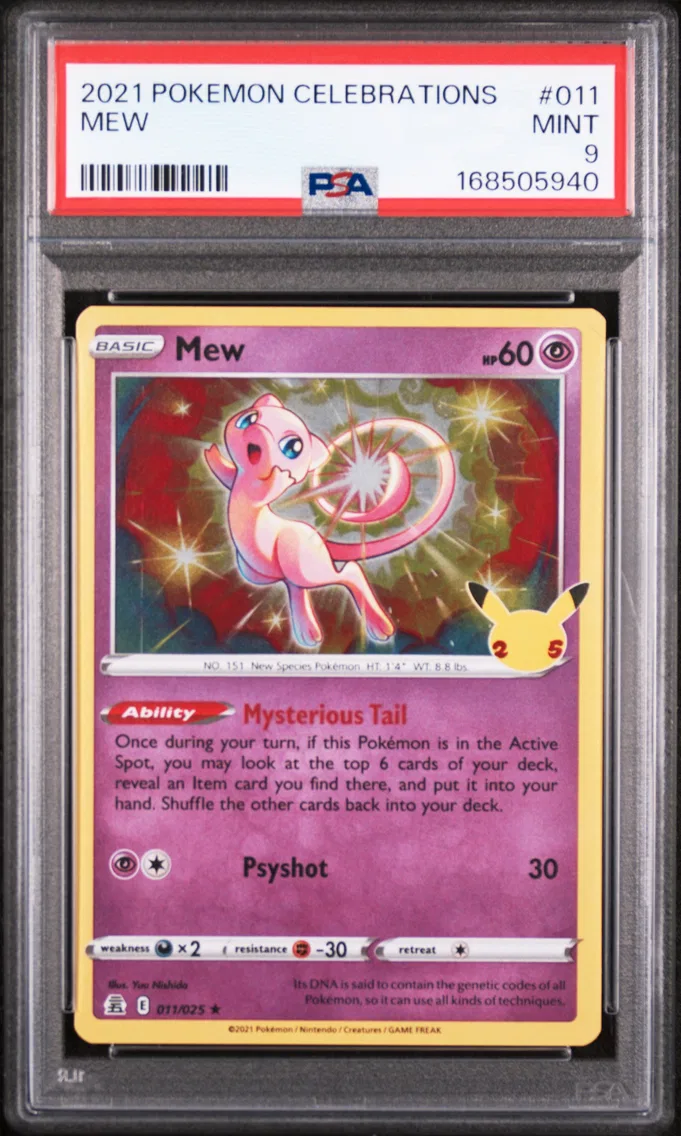 2021 POKEMON CELEBRATIONS #011
MEW MINT
9
PSA 168505940
BASIC Mew HP60
25
NO. 151 New Species Pokémon HT: 1'4" WT: 8.8 lbs.
Ability Mysterious Tail
Once during your turn, if this Pokémon is in the Active
Spot, you may look at the top 6 cards of your deck,
reveal an Item card you find there, and put it into your
hand. Shuffle the other cards back into your deck.
Psyshot 30
weakness ×2 resistance -30 retreat
Illus. Yuu Nishida
Its DNA is said to contain the genetic codes of all
Pokémon, so it can use all kinds of techniques.
E 011/025 ★
©2021 Pokémon / Nintendo / Creatures / GAME FREAK
PSA